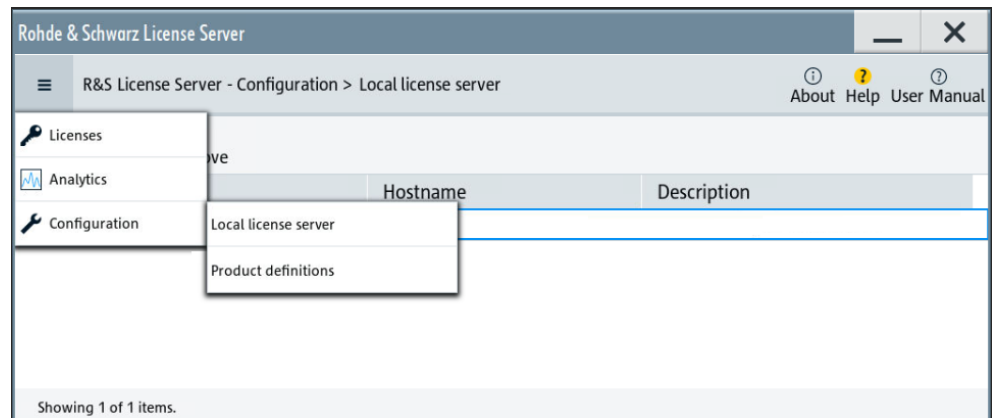 Rohde & Schwarz License Server
R&S License Server - Configuration > Local license server
About Help User Manual
Licenses
Analytics
Hostname Description
Configuration
Local license server
Product definitions
Showing 1 of 1 items.